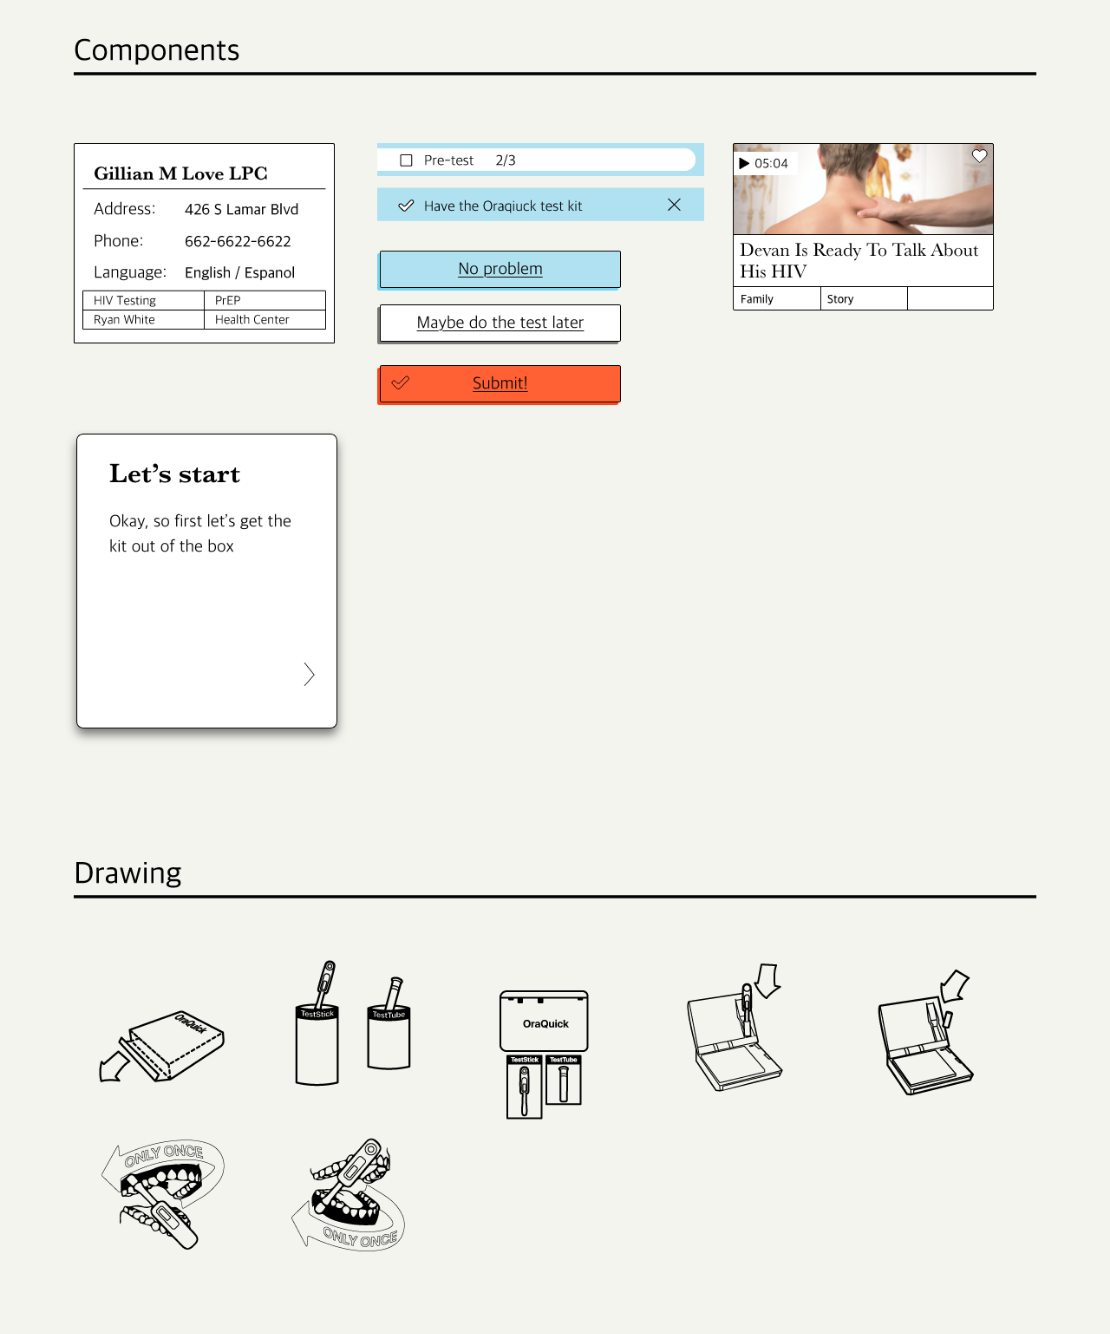 Components
Gillian M Love LPC
Address: 426 S Lamar Blvd
Phone: 662-6622-6622
Language: English / Espanol
HIV Testing PrEP
Ryan White Health Center
Pre-test 2/3
Have the Oraqiuck test kit
No problem
Maybe do the test later
Submit!
05:04
Devan Is Ready To Talk About
His HIV
Family Story
Let’s start
Okay, so first let’s get the
kit out of the box
Drawing
OraQuick
TestStick
TestTube
OraQuick
TestStick
TestTube
ONLY ONCE
ONLY ONCE